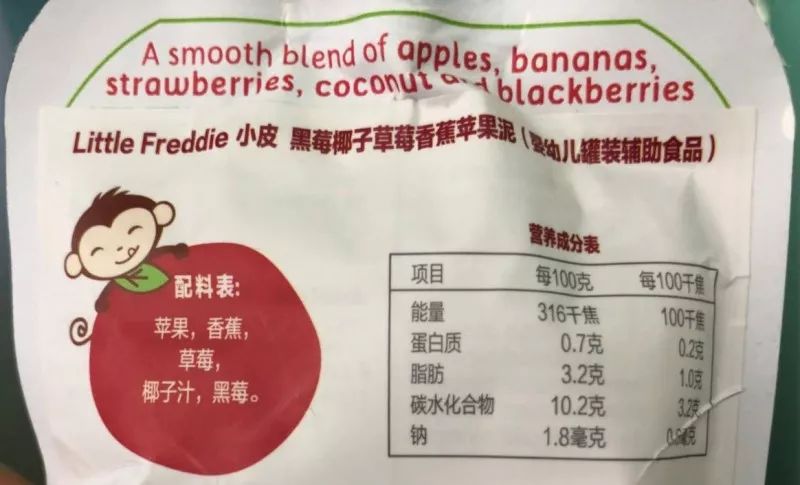 A smooth blend of apples, bananas,
strawberries, coconut and blackberries
Little Freddie 小皮 黑莓椰子草莓香蕉苹果泥（婴幼儿罐装辅助食品）
配料表:
苹果，香蕉，
草莓，
椰子汁，黑莓。
营养成分表
项目 每100克 每100千焦
能量 316千焦 100千焦
蛋白质 0.7克 0.2克
脂肪 3.2克 1.0克
碳水化合物 10.2克 3.2克
钠 1.8毫克